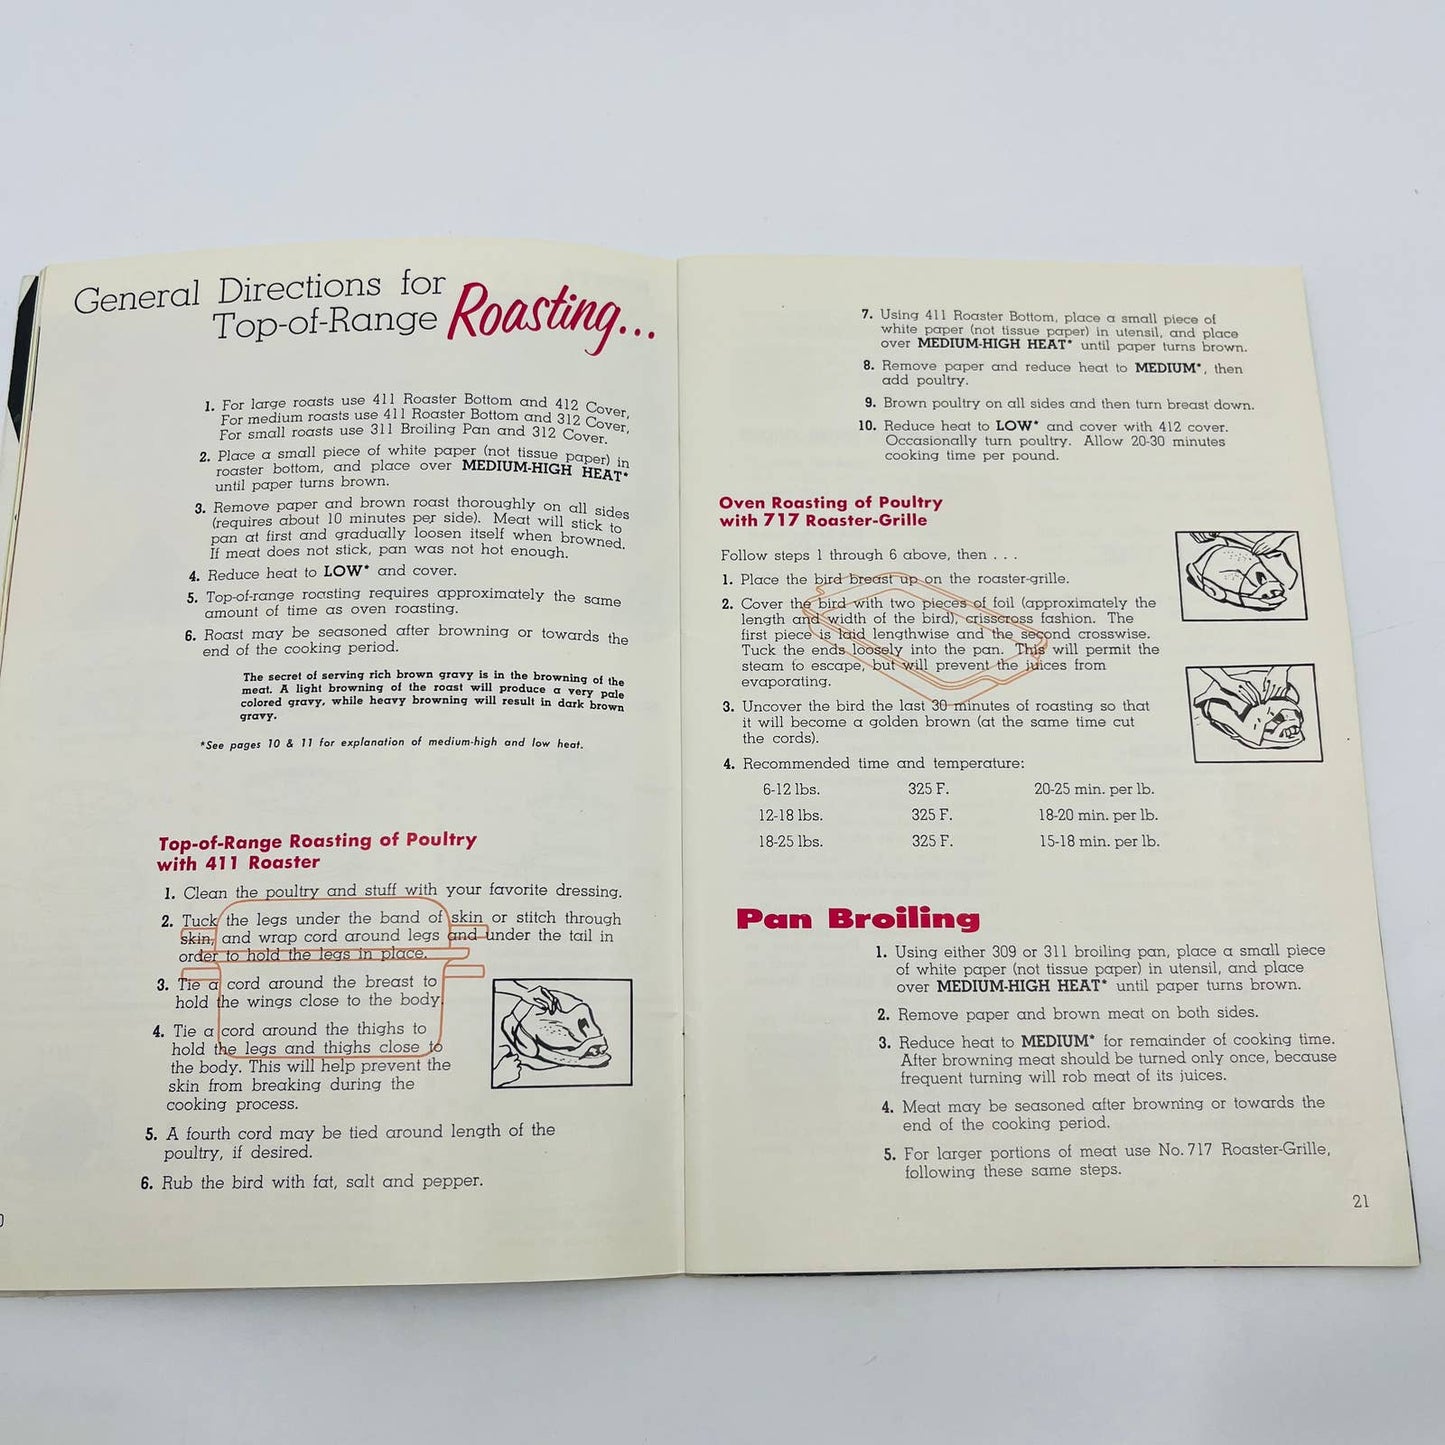 General Directions for
Top-of-Range Roasting...
1. For large roasts use 411 Roaster Bottom and 412 Cover,
For medium roasts use 411 Roaster Bottom and 312 Cover,
For small roasts use 311 Broiling Pan and 312 Cover.
2. Place a small piece of white paper (not tissue paper) in
roaster bottom, and place over MEDIUM-HIGH HEAT*
until paper turns brown.
3. Remove paper and brown roast thoroughly on all sides
(requires about 10 minutes per side). Meat will stick to
pan at first and gradually loosen itself when browned.
If meat does not stick, pan was not hot enough.
4. Reduce heat to LOW* and cover.
5. Top-of-range roasting requires approximately the same
amount of time as oven roasting.
6. Roast may be seasoned after browning or towards the
end of the cooking period.
The secret of serving rich brown gravy is in the browning of the
meat. A light browning of the roast will produce a very pale
colored gravy, while heavy browning will result in dark brown
gravy.
*See pages 10 & 11 for explanation of medium-high and low heat.
Top-of-Range Roasting of Poultry
with 411 Roaster
1. Clean the poultry and stuff with your favorite dressing.
2. Tuck the legs under the band of skin or stitch through
skin, and wrap cord around legs and under the tail in
order to hold the legs in place.
3. Tie a cord around the breast to
hold the wings close to the body.
4. Tie a cord around the thighs to
hold the legs and thighs close to
the body. This will help prevent the
skin from breaking during the
cooking process.
5. A fourth cord may be tied around length of the
poultry, if desired.
6. Rub the bird with fat, salt and pepper.
7. Using 411 Roaster Bottom, place a small piece of
white paper (not tissue paper) in utensil, and place
over MEDIUM-HIGH HEAT* until paper turns brown.
8. Remove paper and reduce heat to MEDIUM*, then
add poultry.
9. Brown poultry on all sides and then turn breast down.
10. Reduce heat to LOW* and cover with 412 cover.
Occasionally turn poultry. Allow 20-30 minutes
cooking time per pound.
Oven Roasting of Poultry
with 717 Roaster-Grille
Follow steps 1 through 6 above, then . . .
1. Place the bird breast up on the roaster-grille.
2. Cover the bird with two pieces of foil (approximately the
length and width of the bird), crisscross fashion. The
first piece is laid lengthwise and the second crosswise.
Tuck the ends loosely into the pan. This will permit the
steam to escape, but will prevent the juices from
evaporating.
3. Uncover the bird the last 30 minutes of roasting so that
it will become a golden brown (at the same time cut
the cords).
4. Recommended time and temperature:
6-12 lbs. 325 F. 20-25 min. per lb.
12-18 lbs. 325 F. 18-20 min. per lb.
18-25 lbs. 325 F. 15-18 min. per lb.
Pan Broiling
1. Using either 309 or 311 broiling pan, place a small piece
of white paper (not tissue paper) in utensil, and place
over MEDIUM-HIGH HEAT* until paper turns brown.
2. Remove paper and brown meat on both sides.
3. Reduce heat to MEDIUM* for remainder of cooking time.
After browning meat should be turned only once, because
frequent turning will rob meat of its juices.
4. Meat may be seasoned after browning or towards the
end of the cooking period.
5. For larger portions of meat use No. 717 Roaster-Grille,
following these same steps.
21